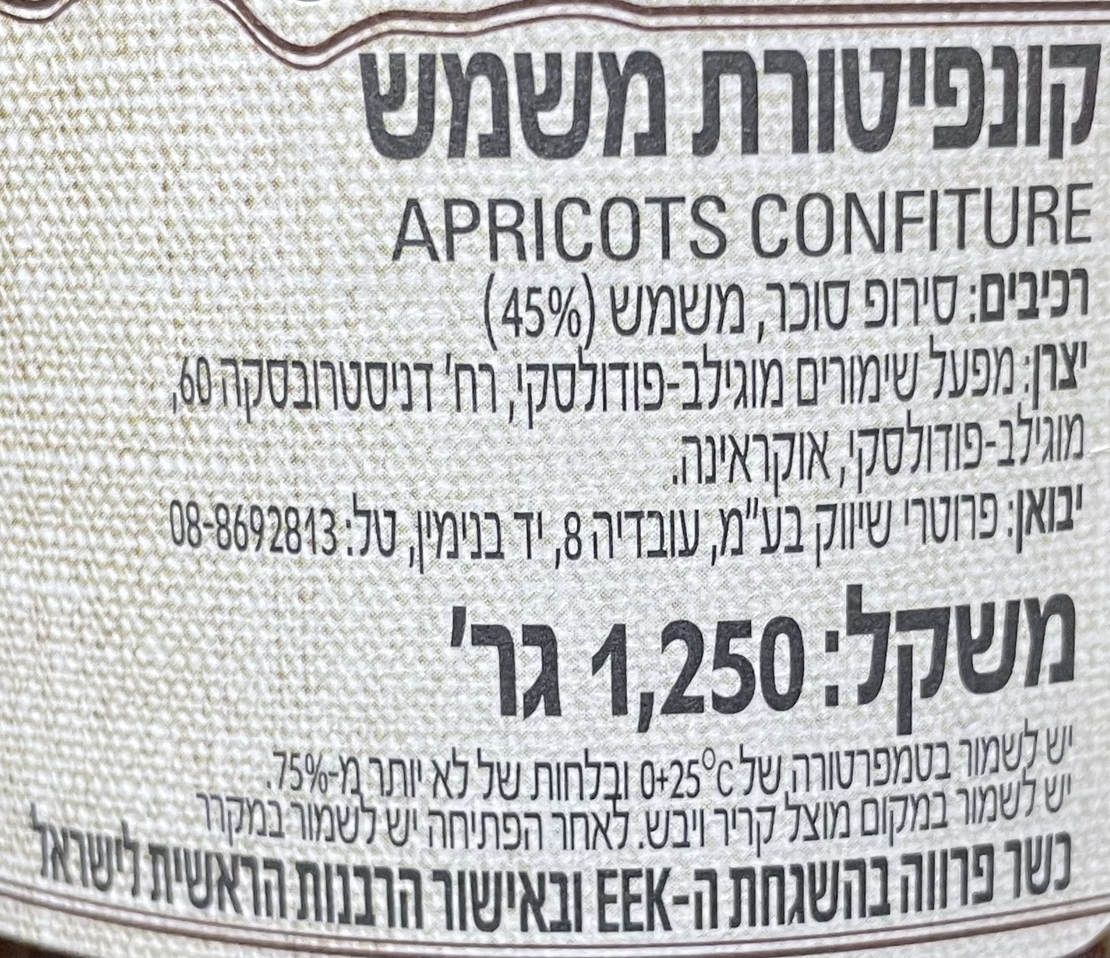 קונפיטורת משמש
APRICOTS CONFITURE
רכיבים: סירופ סוכר, משמש (45%)
יצרן: מפעל שימורים מוגילב-פודולסקי, רח' דניסטרובסקה 60,
מוגילב-פודולסקי, אוקראינה.
יבואן: פרוטרי שיווק בע"מ, עובדיה 8, יד בנימין, טל: 08-8692813
משקל: 1,250 גר'
יש לשמור בטמפרטורה של 0+25°C ובלחות של לא יותר מ-75%.
יש לשמור במקום מוצל קריר ויבש. לאחר הפתיחה יש לשמור במקרר
כשר פרווה בהשגחת ה-EEK ובאישור הרבנות הראשית לישראל